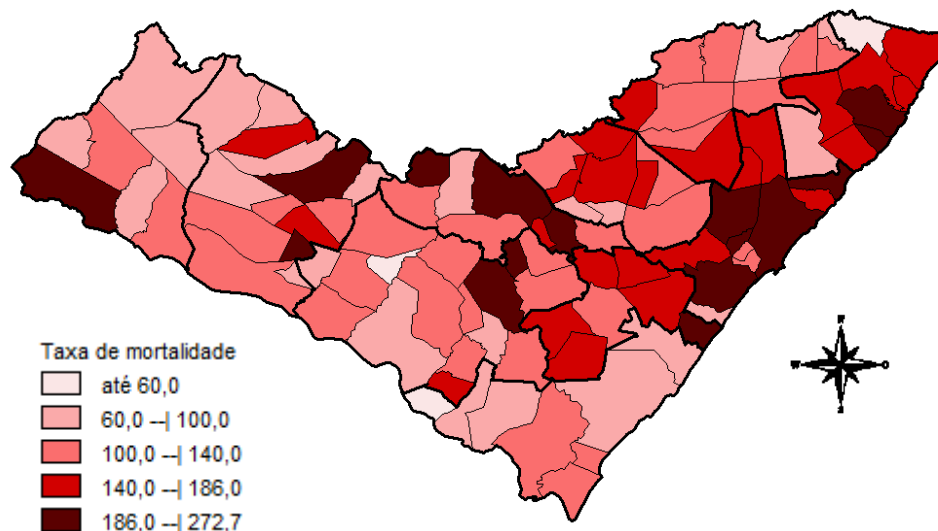 Taxa de mortalidade
até 60,0
60,0 --| 100,0
100,0 --| 140,0
140,0 --| 186,0
186,0 --| 272,7